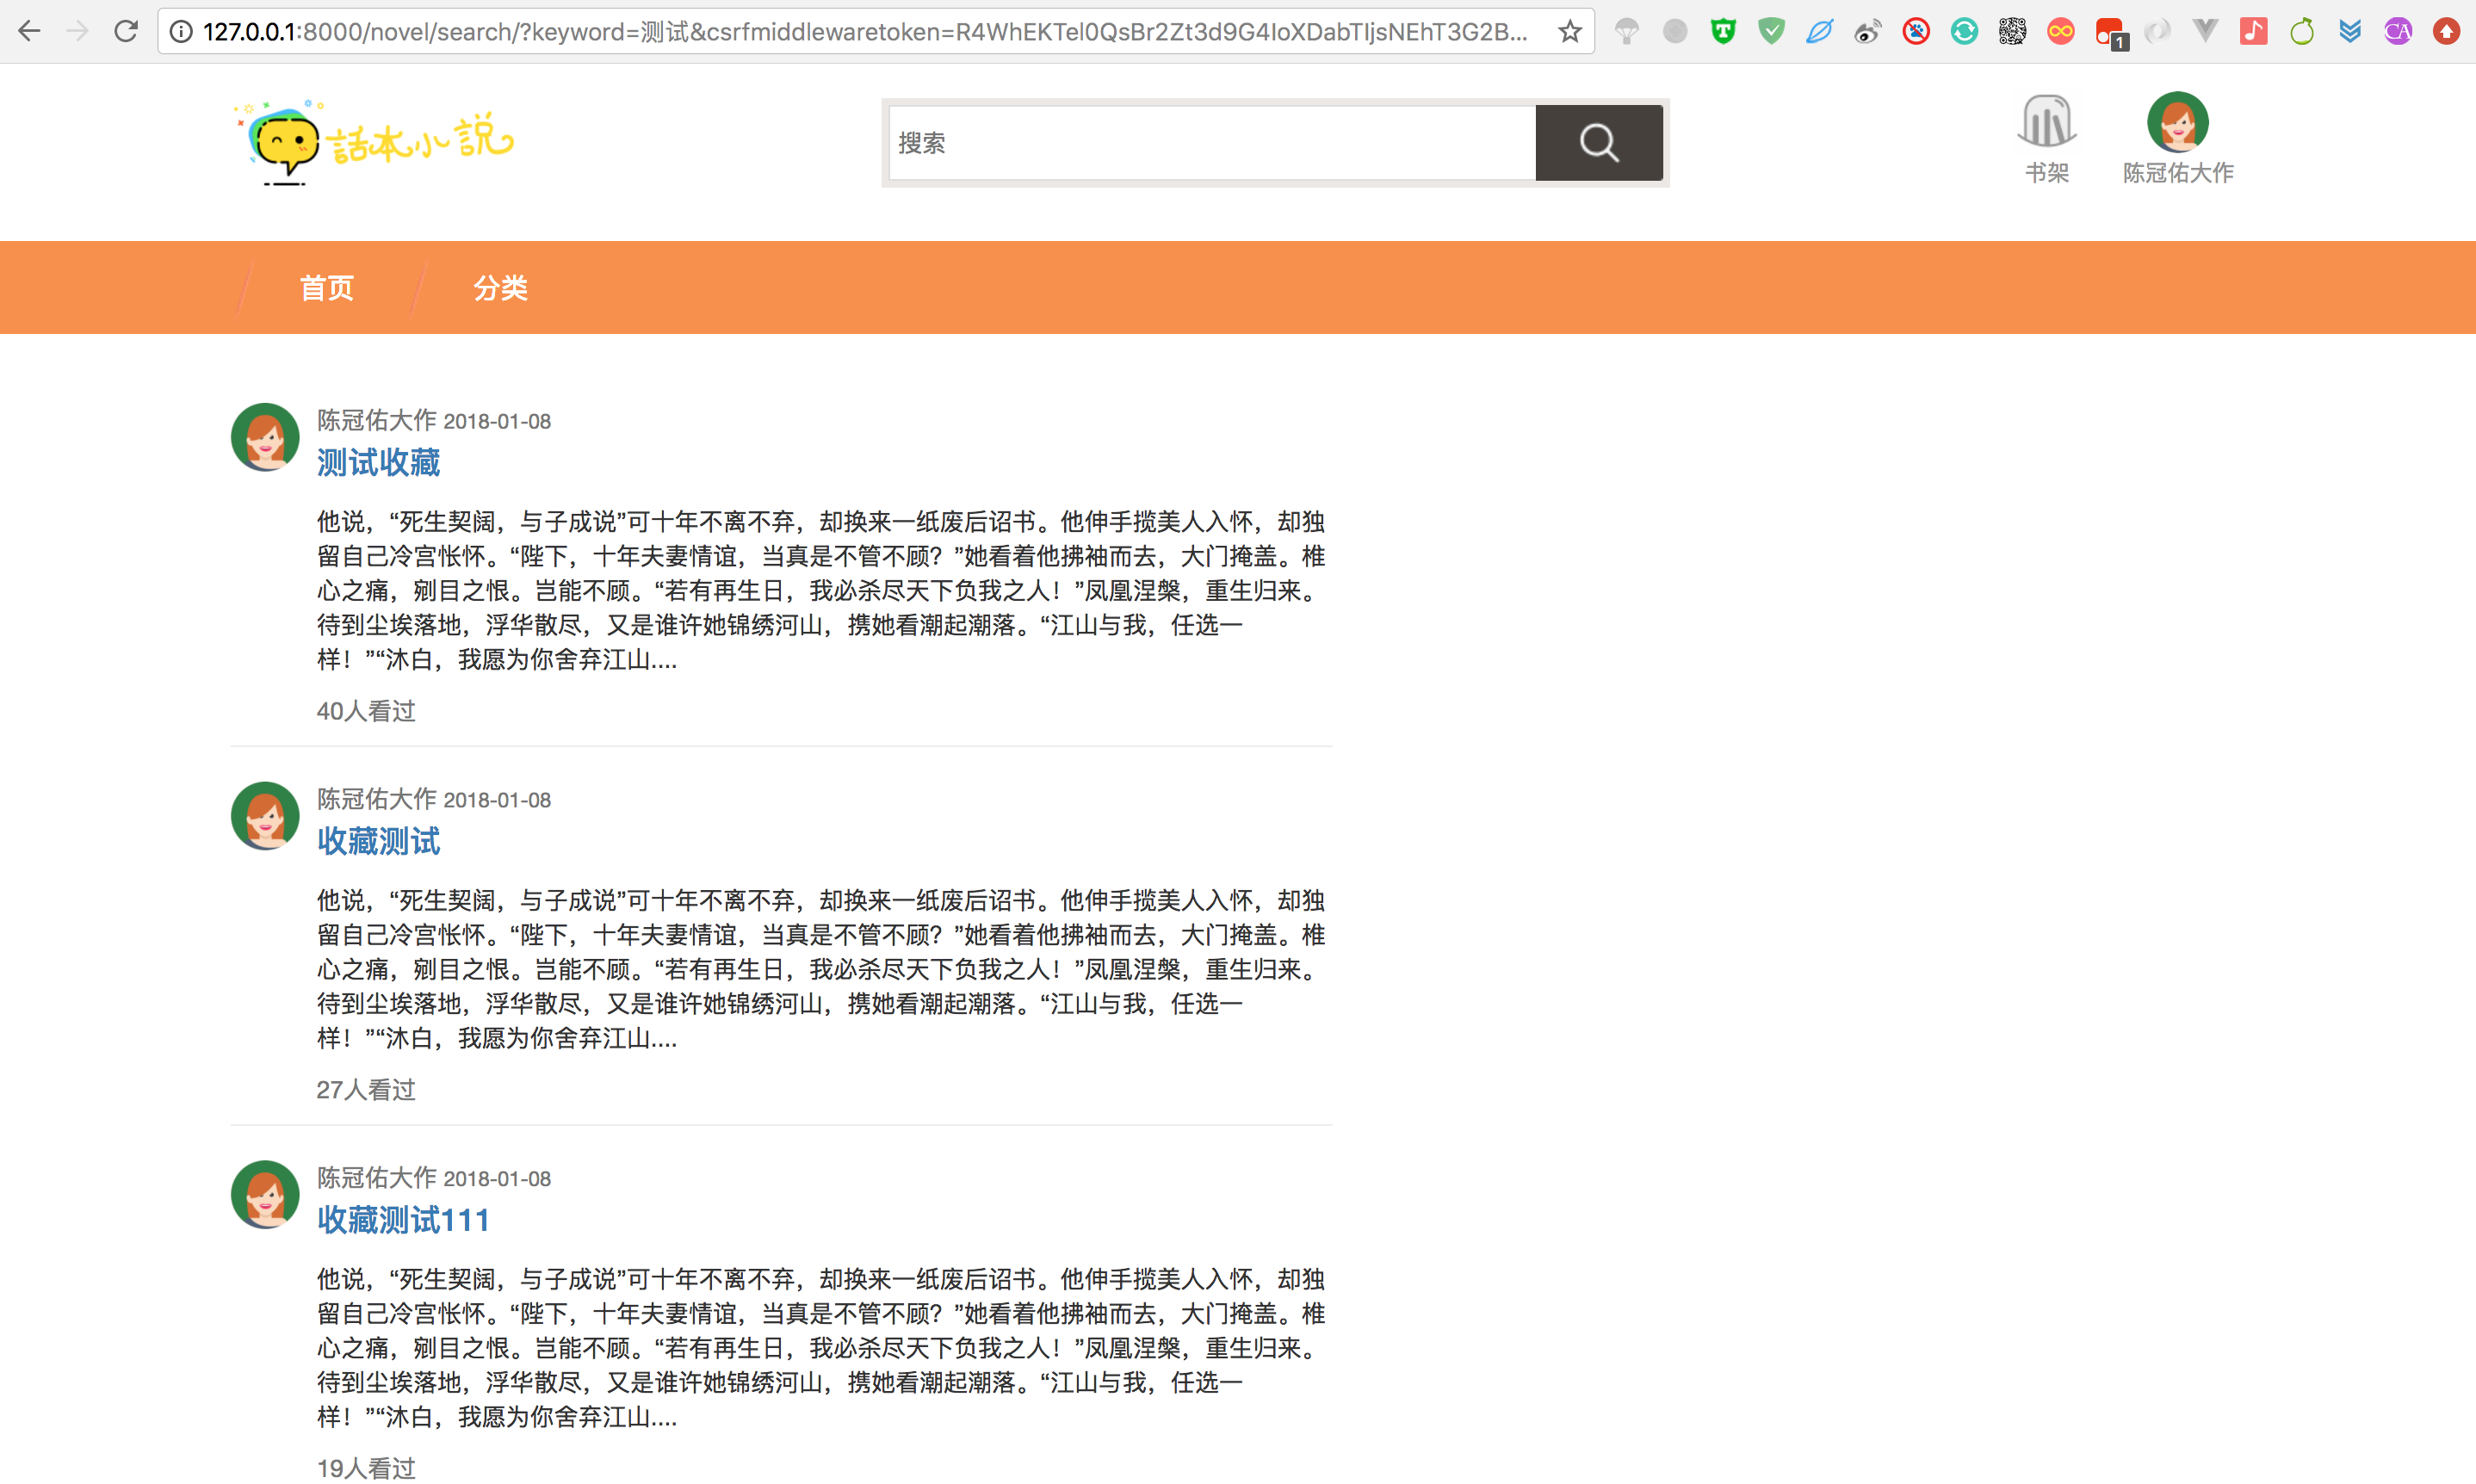 127.0.0.1:8000/novel/search/?keyword=测试&csrfmiddlewaretoken=R4WhEKTel0QsBr2Zt3d9G4IoXDabTIjsNEhT3G2B...
1
CA
話本小説
搜索
书架
陈冠佑大作
首页
分类
陈冠佑大作 2018-01-08
测试收藏
他说，“死生契阔，与子成说”可十年不离不弃，却换来一纸废后诏书。他伸手揽美人入怀，却独
留自己冷宫怅怀。“陛下，十年夫妻情谊，当真是不管不顾？”她看着他拂袖而去，大门掩盖。椎
心之痛，剜目之恨。岂能不顾。“若有再生日，我必杀尽天下负我之人！”凤凰涅槃，重生归来。
待到尘埃落地，浮华散尽，又是谁许她锦绣河山，携她看潮起潮落。“江山与我，任选一
样！”“沐白，我愿为你舍弃江山....
40人看过
陈冠佑大作 2018-01-08
收藏测试
他说，“死生契阔，与子成说”可十年不离不弃，却换来一纸废后诏书。他伸手揽美人入怀，却独
留自己冷宫怅怀。“陛下，十年夫妻情谊，当真是不管不顾？”她看着他拂袖而去，大门掩盖。椎
心之痛，剜目之恨。岂能不顾。“若有再生日，我必杀尽天下负我之人！”凤凰涅槃，重生归来。
待到尘埃落地，浮华散尽，又是谁许她锦绣河山，携她看潮起潮落。“江山与我，任选一
样！”“沐白，我愿为你舍弃江山....
27人看过
陈冠佑大作 2018-01-08
收藏测试111
他说，“死生契阔，与子成说”可十年不离不弃，却换来一纸废后诏书。他伸手揽美人入怀，却独
留自己冷宫怅怀。“陛下，十年夫妻情谊，当真是不管不顾？”她看着他拂袖而去，大门掩盖。椎
心之痛，剜目之恨。岂能不顾。“若有再生日，我必杀尽天下负我之人！”凤凰涅槃，重生归来。
待到尘埃落地，浮华散尽，又是谁许她锦绣河山，携她看潮起潮落。“江山与我，任选一
样！”“沐白，我愿为你舍弃江山....
19人看过